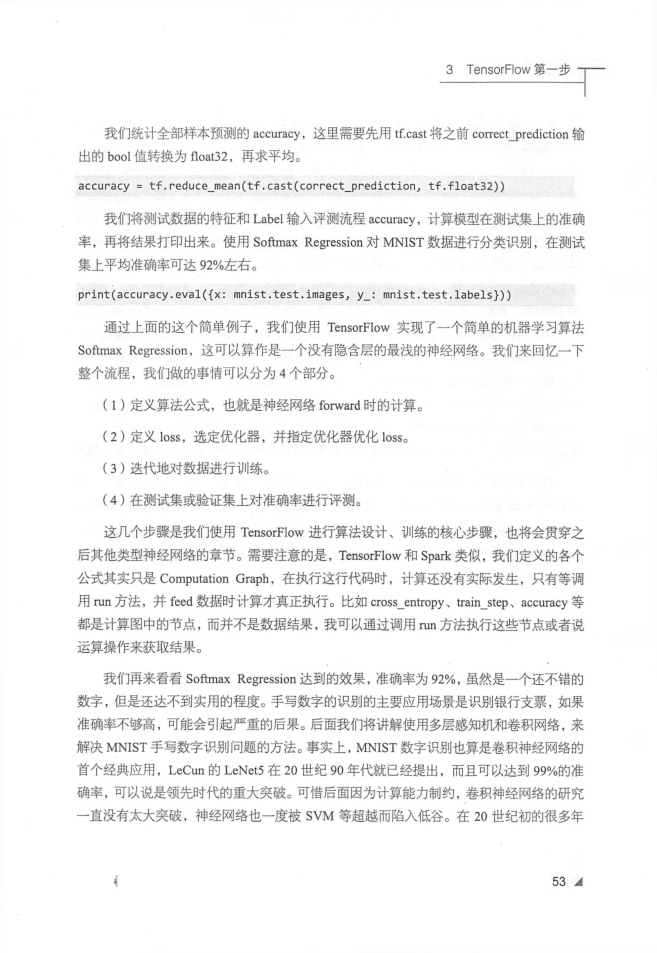 3 TensorFlow 第一步
我们统计全部样本预测的 accuracy，这里需要先用 tf.cast 将之前 correct_prediction 输
出的 bool 值转换为 float32，再求平均。
accuracy = tf.reduce_mean(tf.cast(correct_prediction, tf.float32))
我们将测试数据的特征和 Label 输入评测流程 accuracy，计算模型在测试集上的准确
率，再将结果打印出来。使用 Softmax Regression 对 MNIST 数据进行分类识别，在测试
集上平均准确率可达 92%左右。
print(accuracy.eval({x: mnist.test.images, y_: mnist.test.labels}))
通过上面的这个简单例子，我们使用 TensorFlow 实现了一个简单的机器学习算法
Softmax Regression，这可以算作是一个没有隐含层的最浅的神经网络。我们来回忆一下
整个流程，我们做的事情可以分为 4 个部分。
（1）定义算法公式，也就是神经网络 forward 时的计算。
（2）定义 loss，选定优化器，并指定优化器优化 loss。
（3）迭代地对数据进行训练。
（4）在测试集或验证集上对准确率进行评测。
这几个步骤是我们使用 TensorFlow 进行算法设计、训练的核心步骤，也将会贯穿之
后其他类型神经网络的章节。需要注意的是，TensorFlow 和 Spark 类似，我们定义的各个
公式其实只是 Computation Graph，在执行这行代码时，计算还没有实际发生，只有等调
用 run 方法，并 feed 数据时计算才真正执行。比如 cross_entropy、train_step、accuracy 等
都是计算图中的节点，而并不是数据结果，我可以通过调用 run 方法执行这些节点或者说
运算操作来获取结果。
我们再来看看 Softmax Regression 达到的效果，准确率为 92%，虽然是一个还不错的
数字，但是还达不到实用的程度。手写数字的识别的主要应用场景是识别银行支票，如果
准确率不够高，可能会引起严重的后果。后面我们将讲解使用多层感知机和卷积网络，来
解决 MNIST 手写数字识别问题的方法。事实上，MNIST 数字识别也算是卷积神经网络的
首个经典应用，LeCun 的 LeNet5 在 20 世纪 90 年代就已经提出，而且可以达到 99%的准
确率，可以说是领先时代的重大突破。可惜后面因为计算能力制约，卷积神经网络的研究
一直没有太大突破，神经网络也一度被 SVM 等超越而陷入低谷。在 20 世纪初的很多年
53